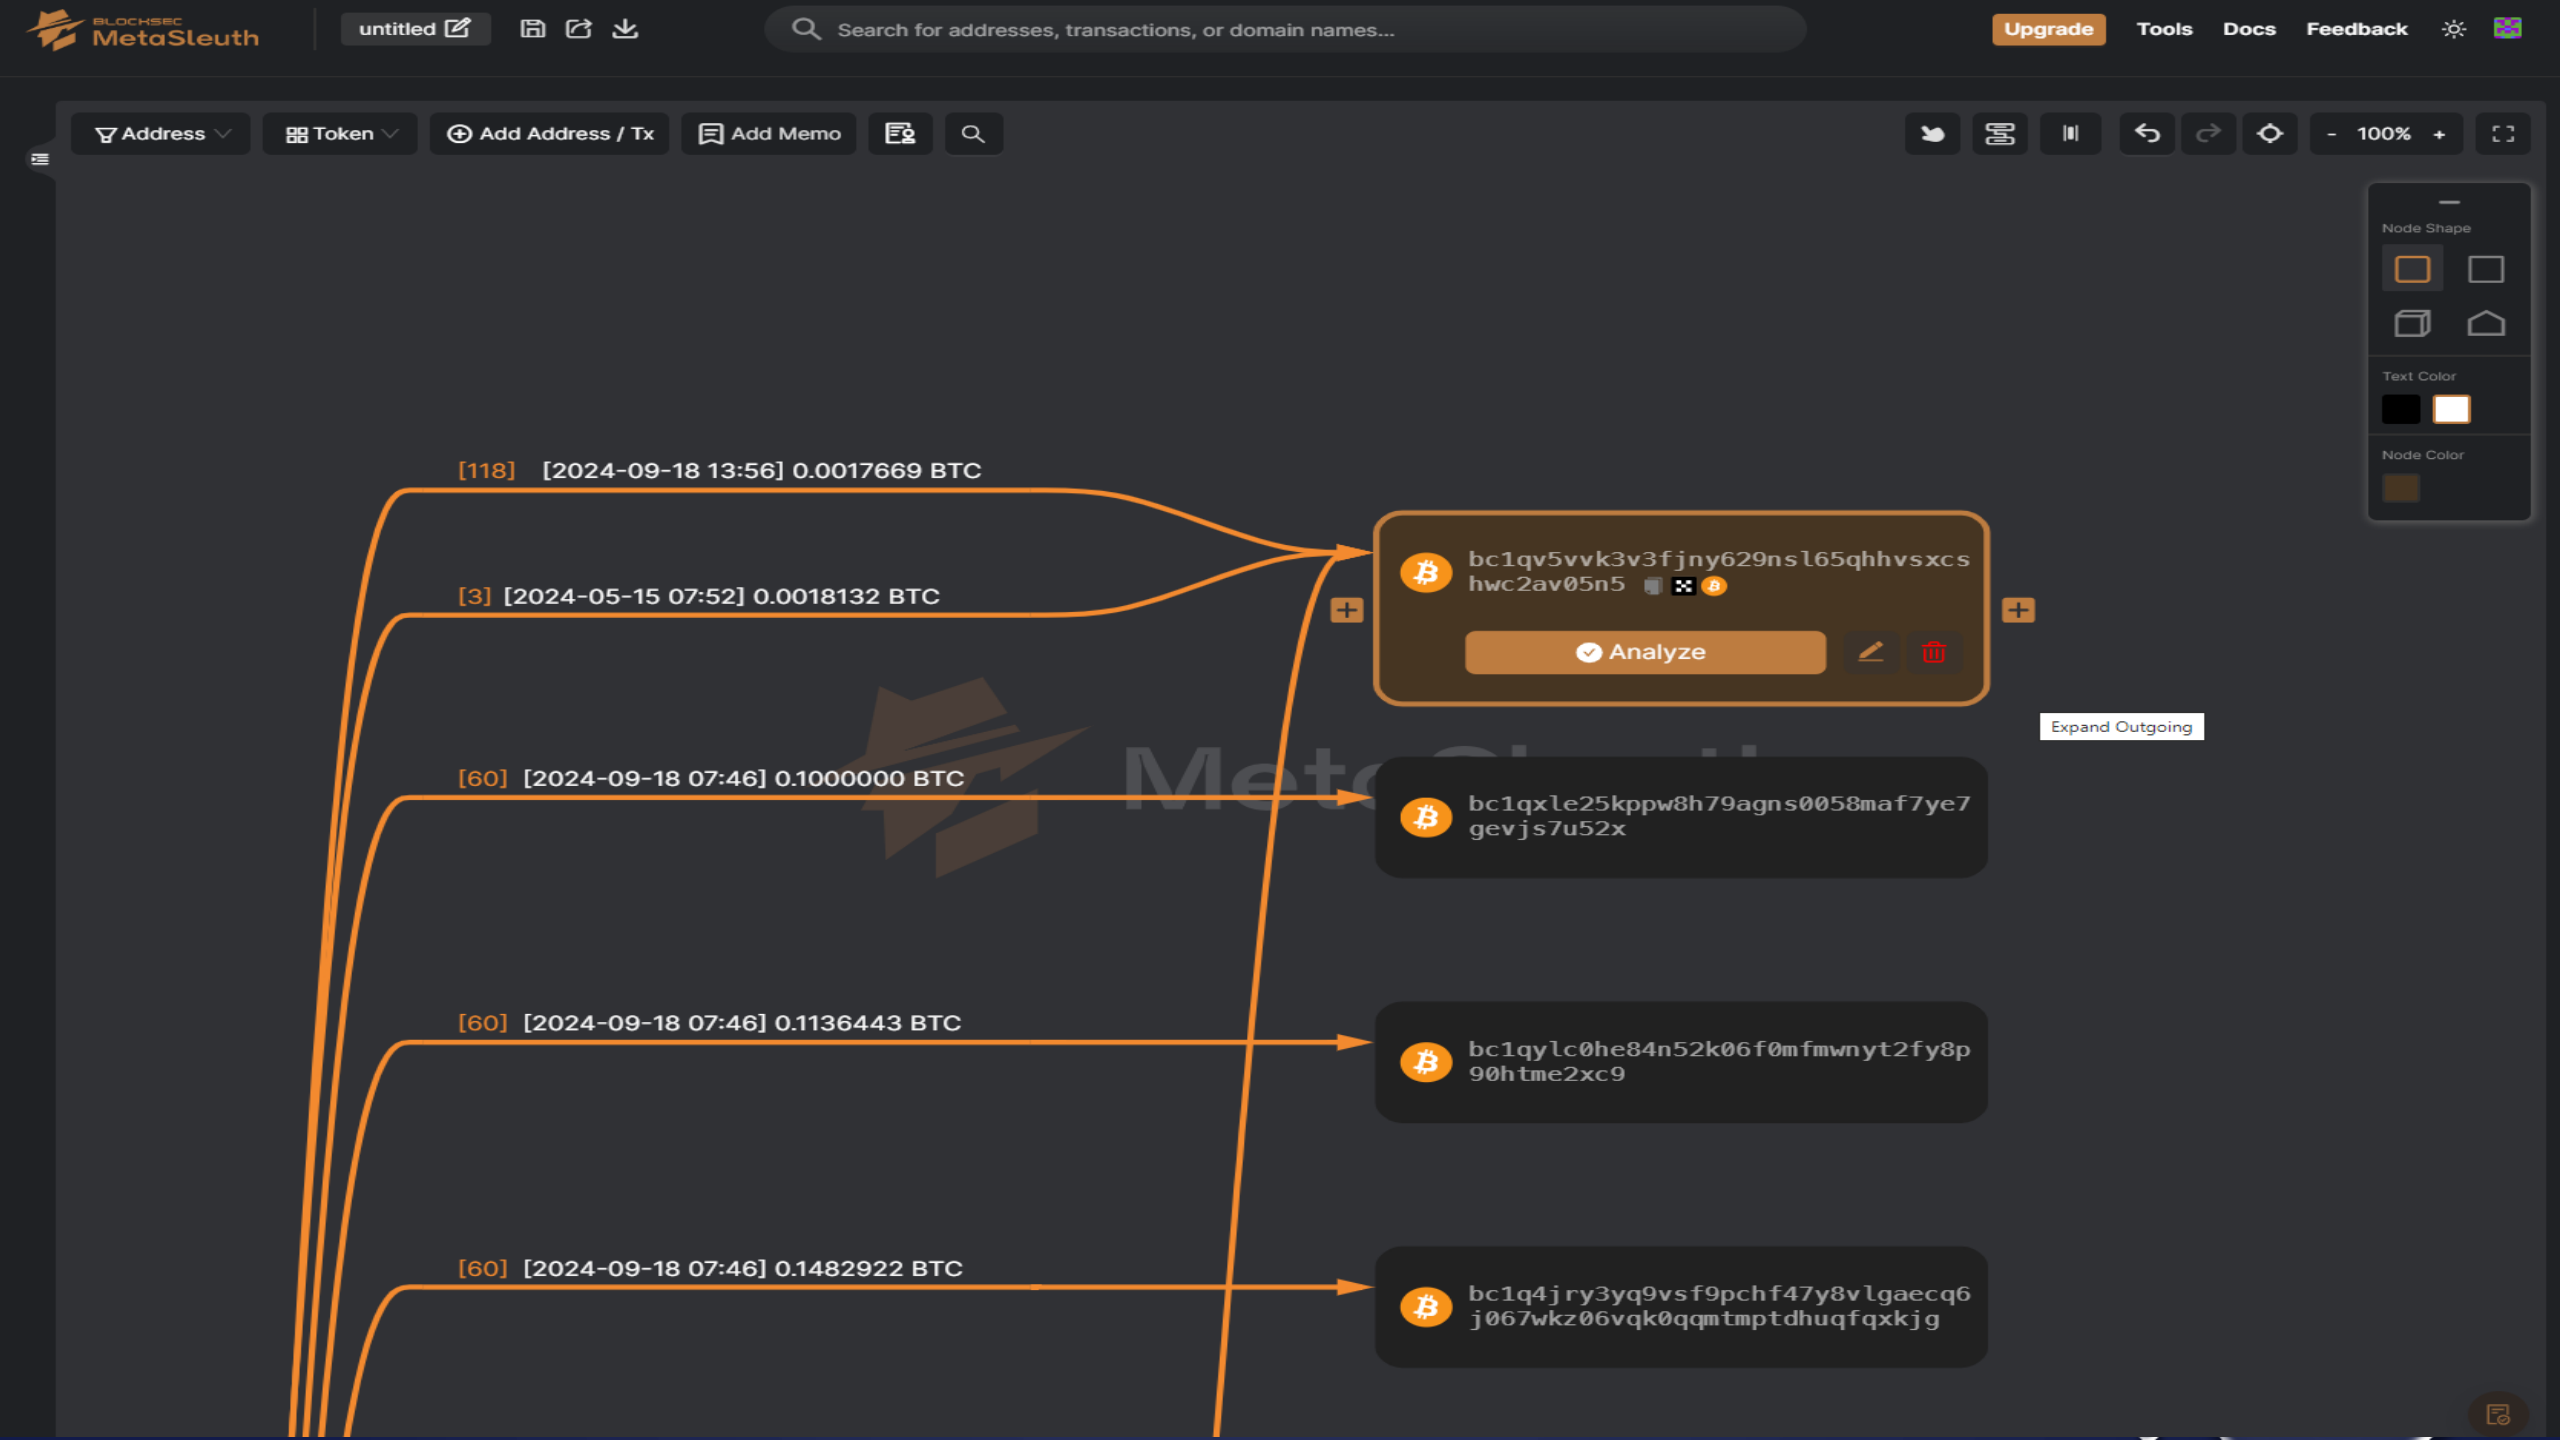 BLOCKSEC
MetaSleuth
untitled
Search for addresses, transactions, or domain names...
Upgrade
Tools
Docs
Feedback
Address
Token
Add Address / Tx
Add Memo
- 100% +
Node Shape
Text Color
Node Color
[118] [2024-09-18 13:56] 0.0017669 BTC
[3] [2024-05-15 07:52] 0.0018132 BTC
bc1qv5vvk3v3fjny629nsl65qhhvsxcs
hwc2av05n5
Analyze
Expand Outgoing
[60] [2024-09-18 07:46] 0.1000000 BTC
bc1qxle25kppw8h79agns0058maf7ye7
gevjs7u52x
[60] [2024-09-18 07:46] 0.1136443 BTC
bc1qylc0he84n52k06f0mfmwnyt2fy8p
90htme2xc9
[60] [2024-09-18 07:46] 0.1482922 BTC
bc1q4jry3yq9vsf9pchf47y8vlgaecq6
j067wkz06vqk0qqmtmptdhuqfqxkjg